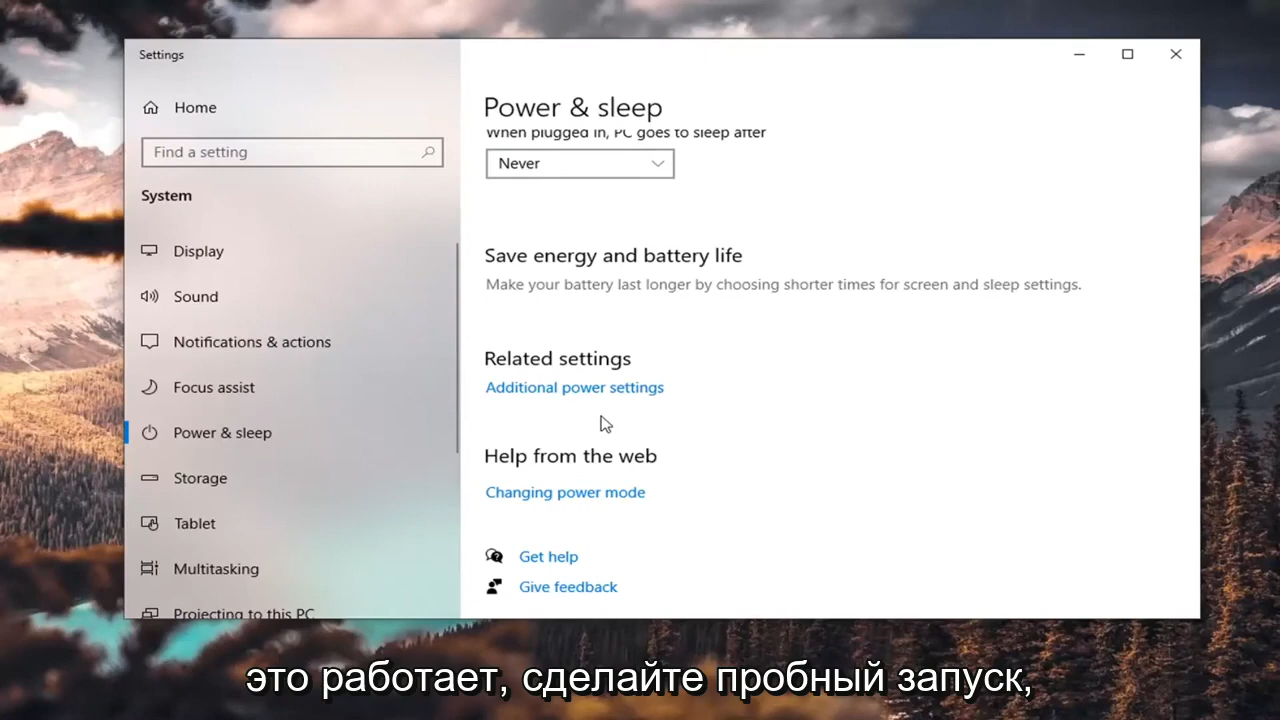 Settings
Home
Find a setting
System
Display
Sound
Notifications & actions
Focus assist
Power & sleep
Storage
Tablet
Multitasking
Projecting to this PC
Power & sleep
When plugged in, PC goes to sleep after
Never
Save energy and battery life
Make your battery last longer by choosing shorter times for screen and sleep settings.
Related settings
Additional power settings
Help from the web
Changing power mode
Get help
Give feedback
это работает, сделайте пробный запуск,